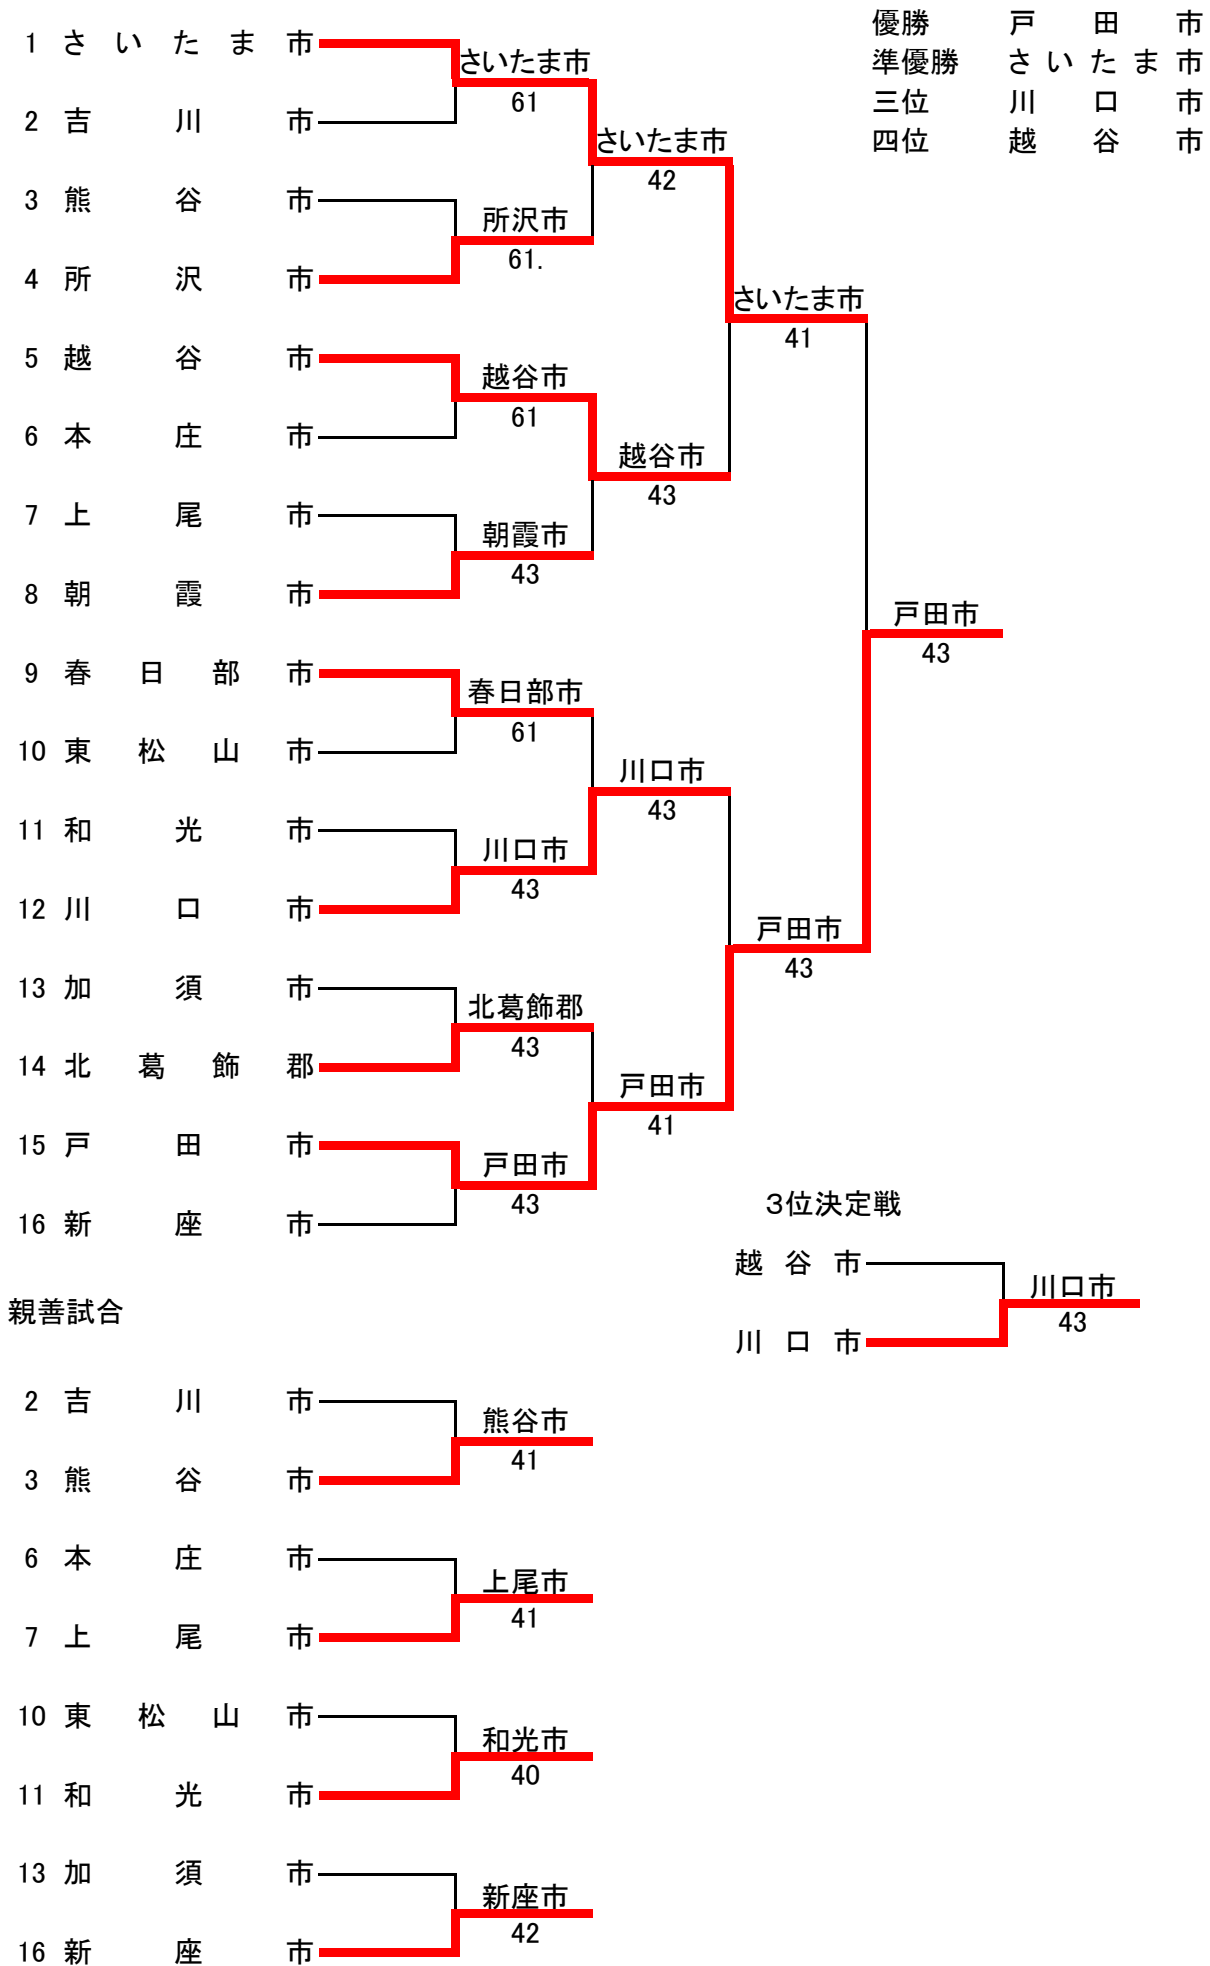 優勝 戸田市
準優勝 さいたま市
三位 川口市
四位 越谷市
1 さいたま市
さいたま市
61
2 吉川市
さいたま市
42
3 熊谷市
所沢市
61.
4 所沢市
さいたま市
41
5 越谷市
越谷市
61
6 本庄市
越谷市
43
7 上尾市
朝霞市
43
8 朝霞市
戸田市
43
9 春日部市
春日部市
61
10 東松山市
川口市
43
11 和光市
川口市
43
12 川口市
戸田市
43
13 加須市
北葛飾郡
43
14 北葛飾郡
戸田市
41
15 戸田市
戸田市
43
16 新座市
3位決定戦
越谷市
川口市
43
川口市
親善試合
2 吉川市
熊谷市
41
3 熊谷市
6 本庄市
上尾市
41
7 上尾市
10 東松山市
和光市
40
11 和光市
13 加須市
新座市
42
16 新座市